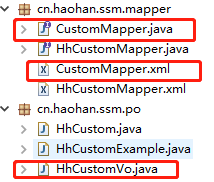 cn.haohan.ssm.mapper
CustomMapper.java
HhCustomMapper.java
CustomMapper.xml
HhCustomMapper.xml
cn.haohan.ssm.po
HhCustom.java
HhCustomExample.java
HhCustomVo.java